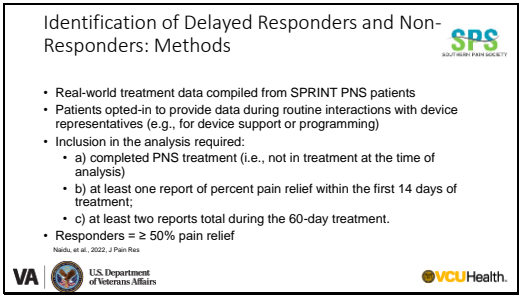 Identification of Delayed Responders and Non-
Responders: Methods
SPS
SOUTHERN PAIN SOCIETY
• Real-world treatment data compiled from SPRINT PNS patients
• Patients opted-in to provide data during routine interactions with device
representatives (e.g., for device support or programming)
• Inclusion in the analysis required:
• a) completed PNS treatment (i.e., not in treatment at the time of
analysis)
• b) at least one report of percent pain relief within the first 14 days of
treatment;
• c) at least two reports total during the 60-day treatment.
• Responders = ≥ 50% pain relief
Naidu, et al., 2022, J Pain Res
VA
U.S. Department
of Veterans Affairs
VCUHealth.